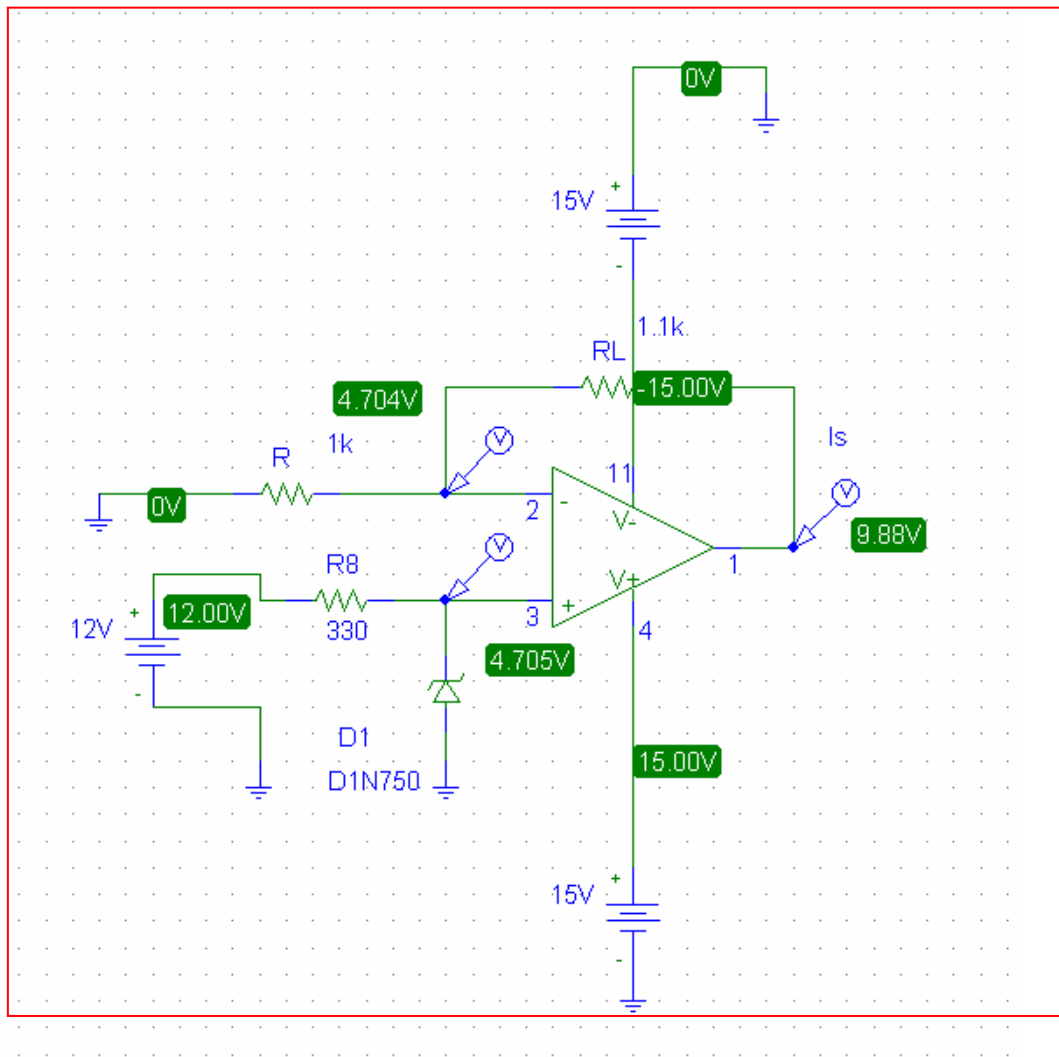 0V
+
15V
-
1.1k
RL
4.704V
-15.00V
1k
Is
R
V
11
V
0V
2
-
V-
9.88V
V
1
R8
V+
12.00V
+
3
+
4
12V
330
4.705V
-
D1
15.00V
D1N750
+
15V
-